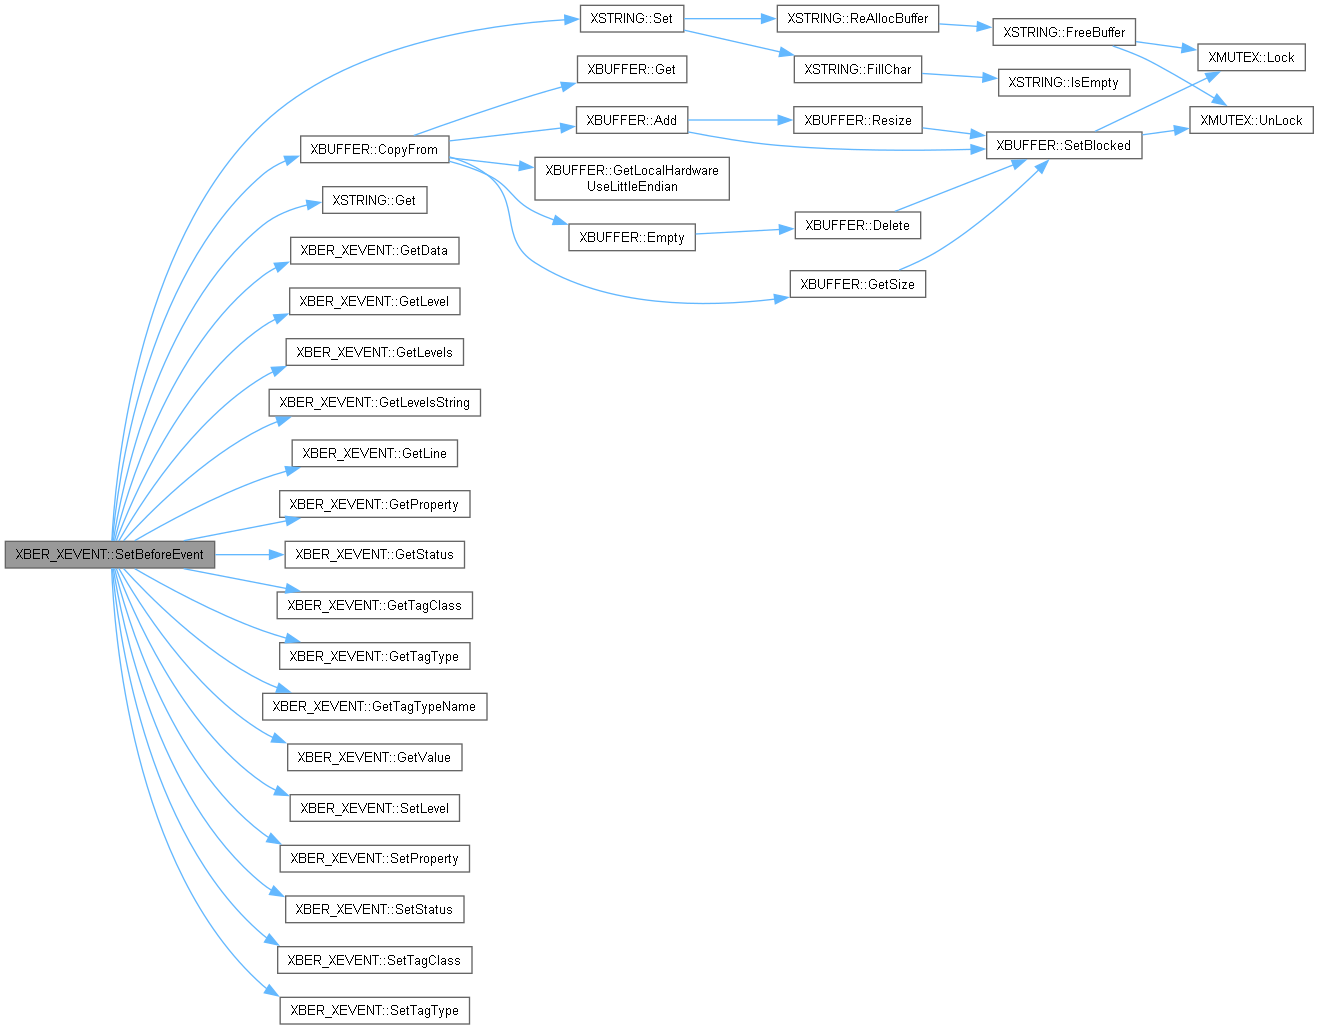 XBER_XEVENT::SetBeforeEvent
XSTRING::Set
XBUFFER::CopyFrom
XSTRING::Get
XBER_XEVENT::GetData
XBER_XEVENT::GetLevel
XBER_XEVENT::GetLevels
XBER_XEVENT::GetLevelsString
XBER_XEVENT::GetLine
XBER_XEVENT::GetProperty
XBER_XEVENT::GetStatus
XBER_XEVENT::GetTagClass
XBER_XEVENT::GetTagType
XBER_XEVENT::GetTagTypeName
XBER_XEVENT::GetValue
XBER_XEVENT::SetLevel
XBER_XEVENT::SetProperty
XBER_XEVENT::SetStatus
XBER_XEVENT::SetTagClass
XBER_XEVENT::SetTagType
XBUFFER::Get
XBUFFER::Add
XBUFFER::GetLocalHardware
UseLittleEndian
XBUFFER::Empty
XSTRING::ReAllocBuffer
XSTRING::FillChar
XBUFFER::Resize
XBUFFER::Delete
XBUFFER::GetSize
XSTRING::FreeBuffer
XSTRING::IsEmpty
XBUFFER::SetBlocked
XMUTEX::Lock
XMUTEX::UnLock